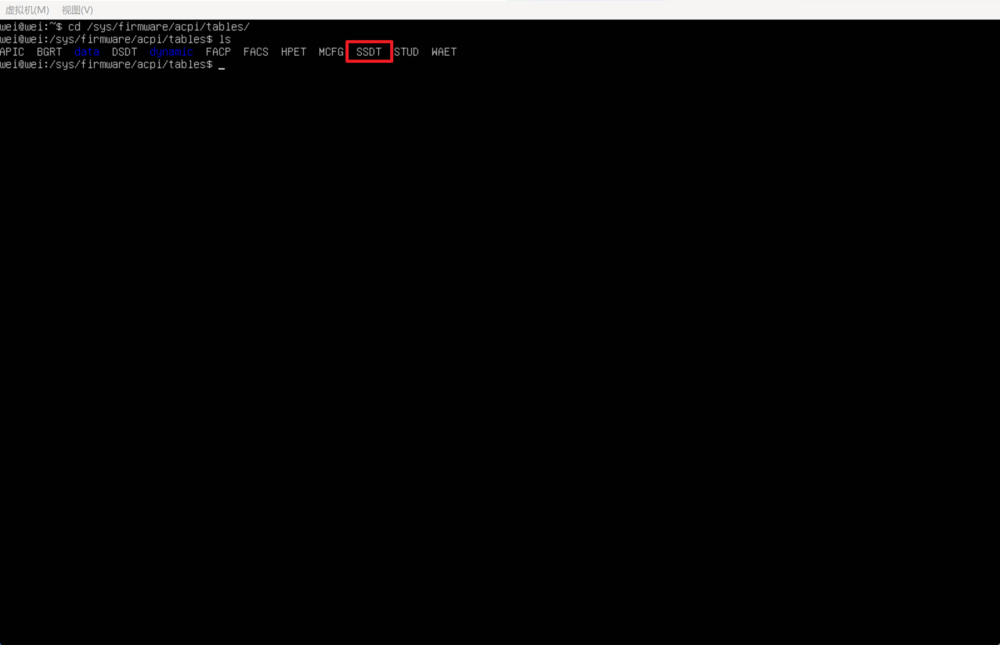 虚拟机(M) 视图(V)
wei@wei:~$ cd /sys/firmware/acpi/tables/
wei@wei:/sys/firmware/acpi/tables$ ls
APIC BGRT data DSDT dynamic FACP FACS HPET MCFG SSDT STUD WAET
wei@wei:/sys/firmware/acpi/tables$ _